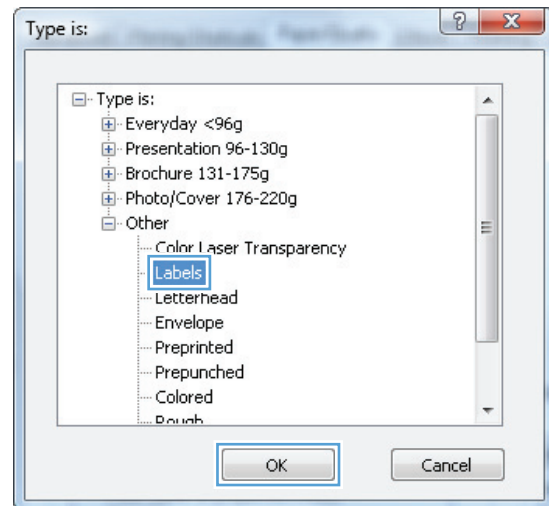 Type is:
Type is:
Everyday <96g
Presentation 96-130g
Brochure 131-175g
Photo/Cover 176-220g
Other
Color Laser Transparency
Labels
Letterhead
Envelope
Preprinted
Prepunched
Colored
Rough
OK Cancel